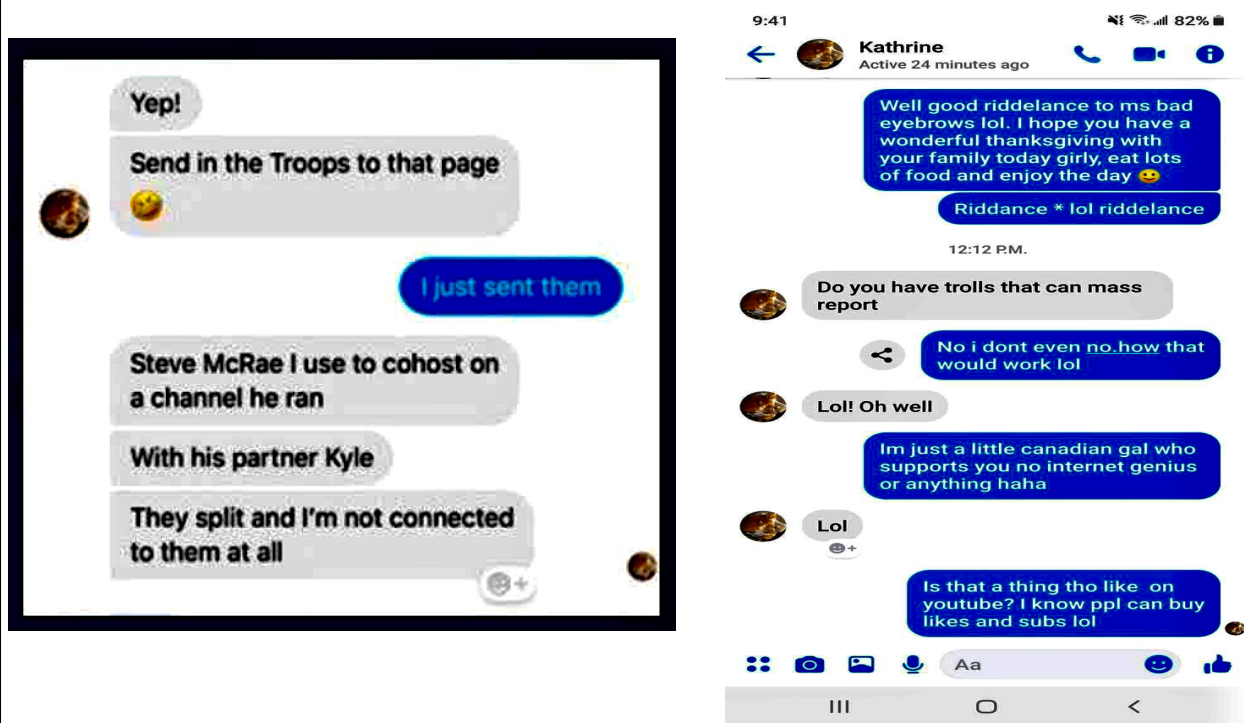 Yep!
Send in the Troops to that page
I just sent them
Steve McRae I use to cohost on
a channel he ran
With his partner Kyle
They split and I'm not connected
to them at all
9:41
82%
Kathrine
Active 24 minutes ago
Well good riddelance to ms bad
eyebrows lol. I hope you have a
wonderful thanksgiving with
your family today girly, eat lots
of food and enjoy the day 🙂
Riddance * lol riddelance
12:12 P.M.
Do you have trolls that can mass
report
No i dont even no.how that
would work lol
Lol! Oh well
Im just a little canadian gal who
supports you no internet genius
or anything haha
Lol
Is that a thing tho like on
youtube? I know ppl can buy
likes and subs lol
Aa